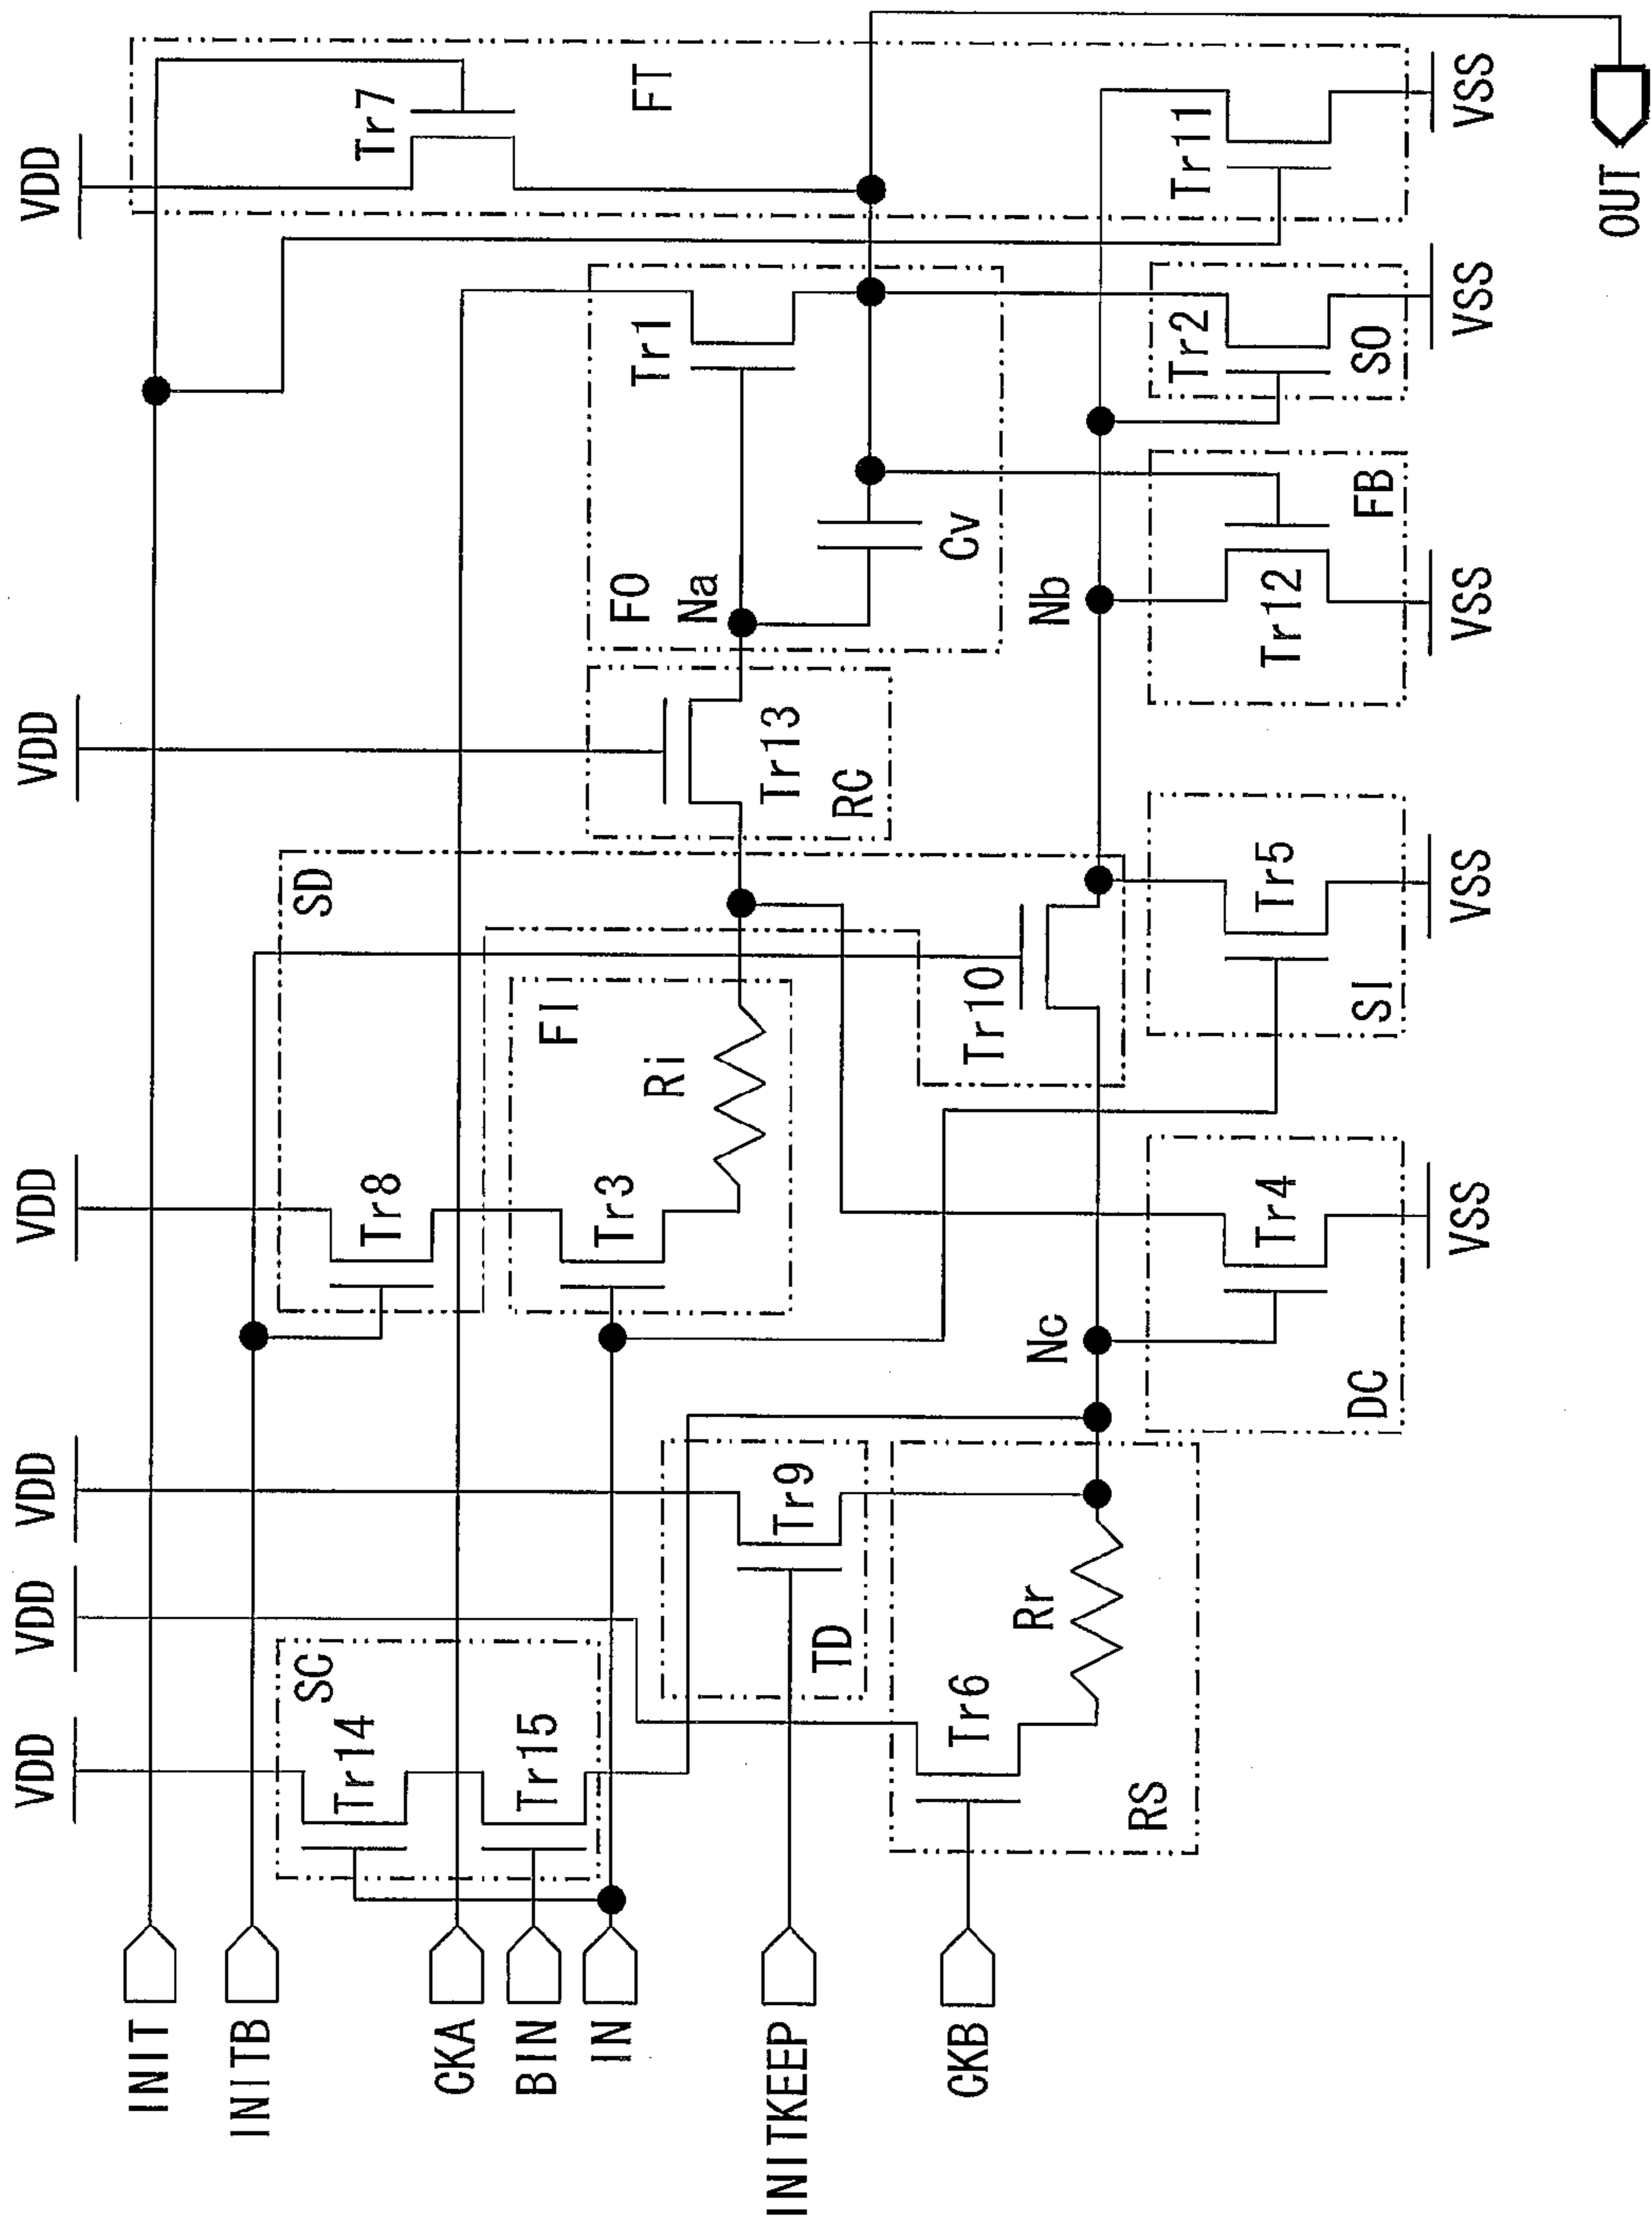 VDD
VDD
VDD
VDD
VDD
VDD
INIT
INITB
SC
SD
Tr14
Tr8
Tr7
CKA
BIN
Tr15
FI
IN
Tr3
FO
Tr1
FT
Ri
Na
INITKEEP
Tr9
Tr13
TD
RC
CKB
Tr6
Tr10
Cv
Rr
Nc
Nb
RS
Tr2
Tr11
Tr4
Tr5
Tr12
DC
SI
FB
SO
VSS
VSS
VSS
VSS
VSS
OUT